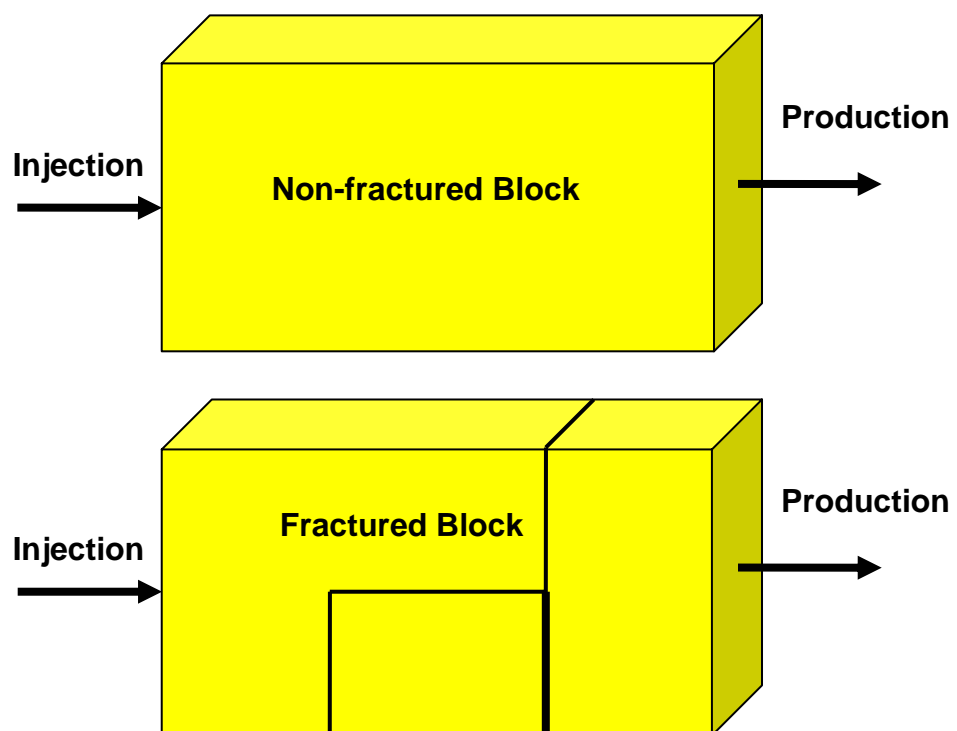 Production
Injection
Non-fractured Block
Production
Fractured Block
Injection